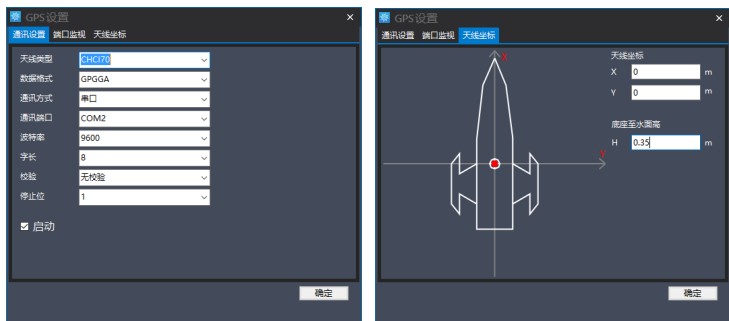 GPS设置
×
通讯设置 端口监视 天线坐标
天线类型 CHCI70
数据格式 GPGGA
通讯方式 串口
通讯端口 COM2
波特率 9600
字长 8
校验 无校验
停止位 1
启动
确定
GPS设置
×
通讯设置 端口监视 天线坐标
天线坐标
X 0 m
Y 0 m
底座至水面高
H 0.35 m
X
Y
确定